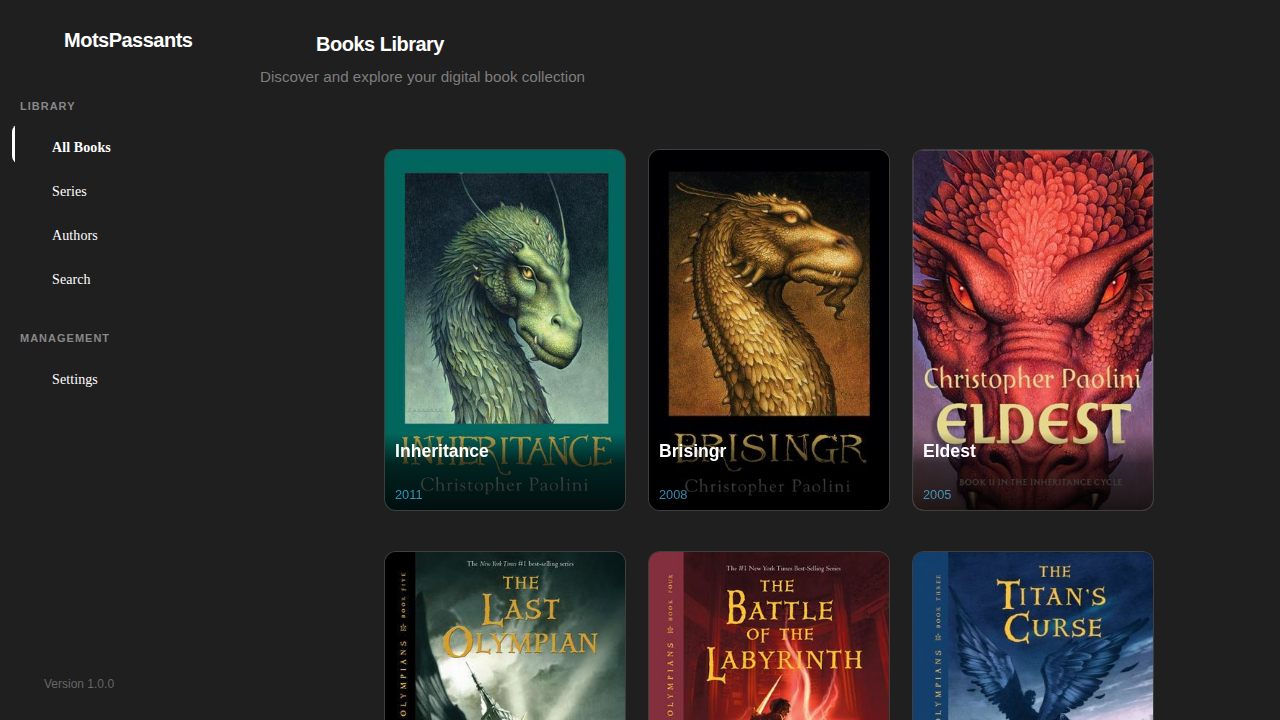 MotsPassants
LIBRARY
All Books
Series
Authors
Search
MANAGEMENT
Settings
Version 1.0.0
Books Library
Discover and explore your digital book collection
INHERITANCE
Inheritance
Christopher Paolini
2011
BRISINGR
Brisingr
Christopher Paolini
2008
Christopher Paolini
ELDEST
Eldest
BOOK II IN THE INHERITANCE CYCLE
2005
The New York Times #1 best-selling series
THE
LAST
OLYMPIAN
OLYMPIANS BOOK FIVE
The #1 New York Times Best-Selling Series
THE
BATTLE
OF THE
LABYRINTH
OLYMPIANS BOOK FOUR
THE
TITAN'S
CURSE
OLYMPIANS BOOK THREE